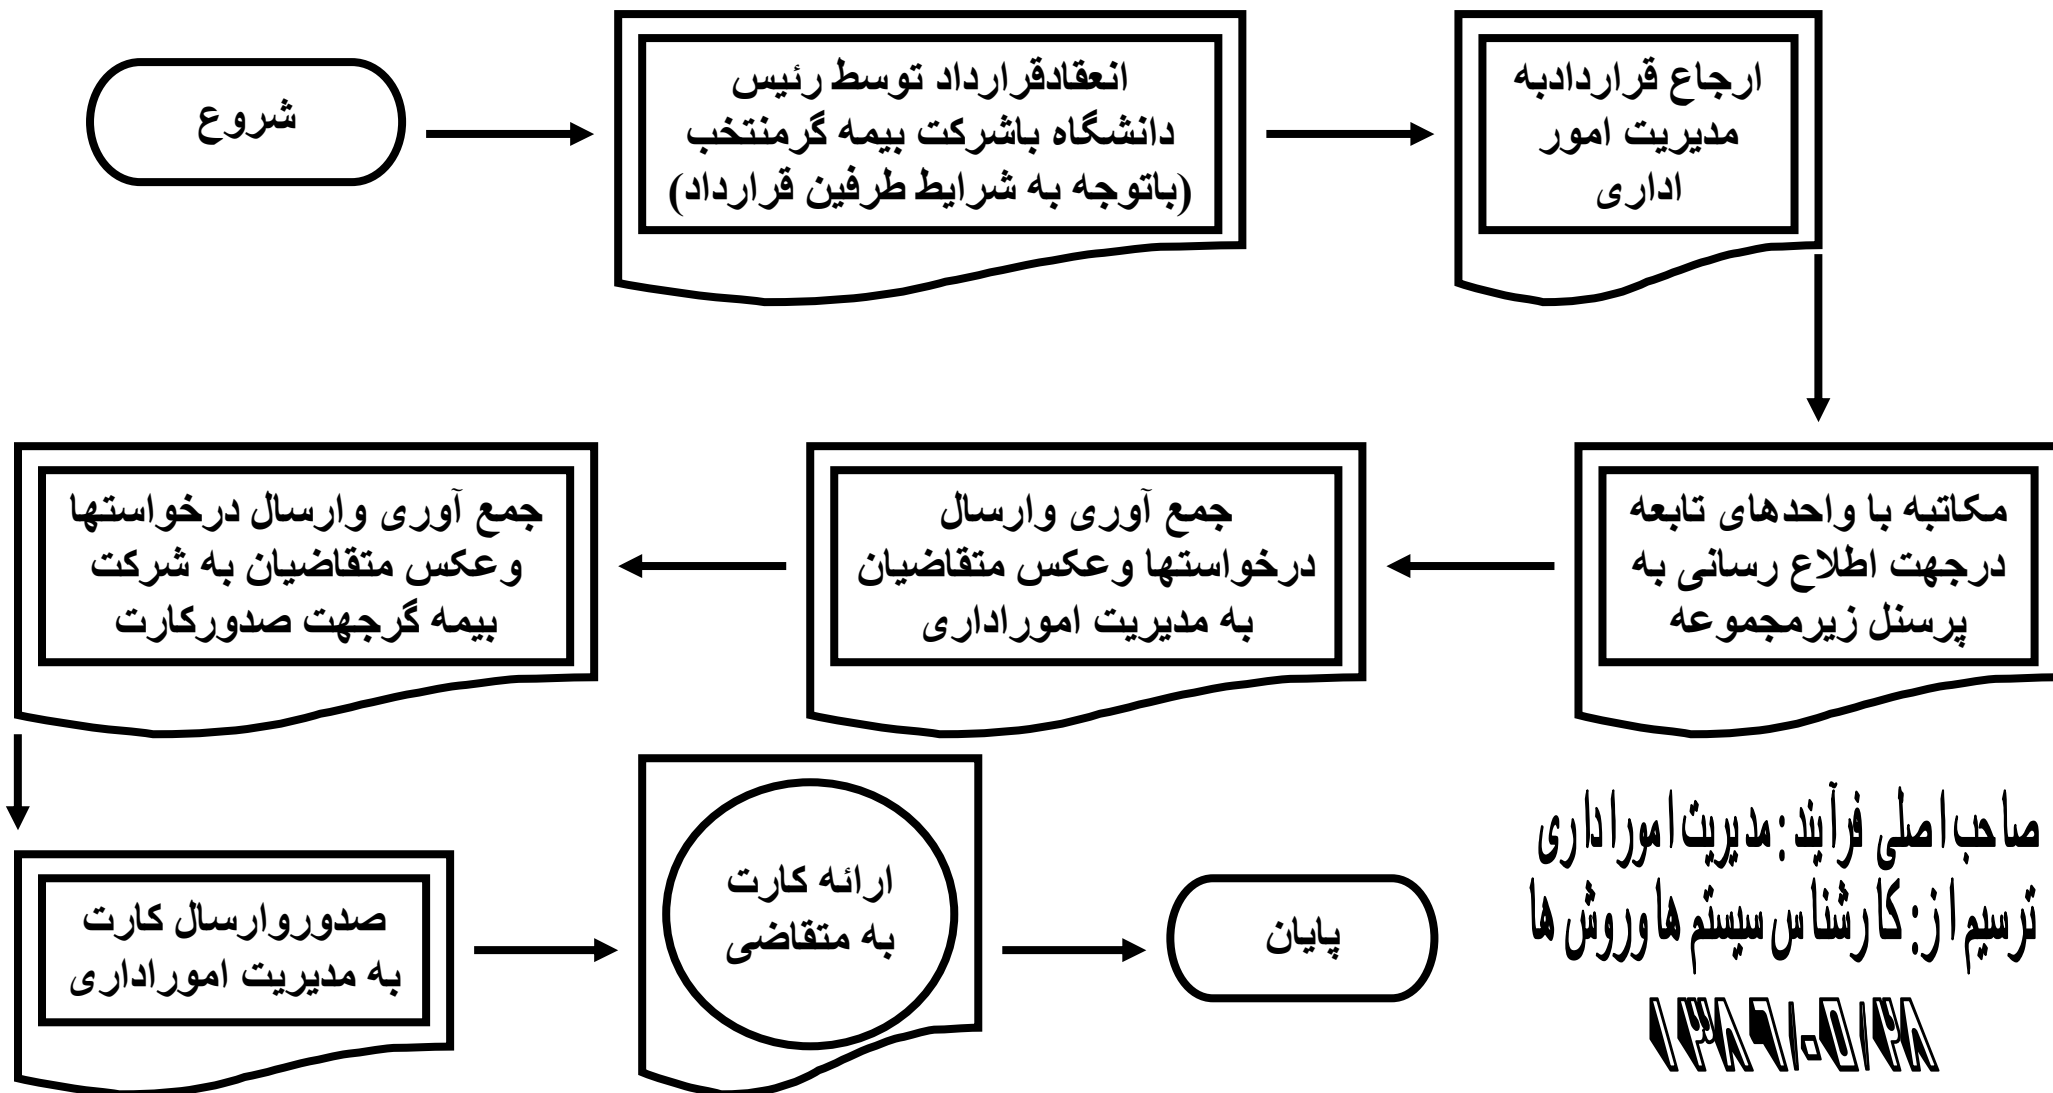 شروع
انعقادقرارداد توسط رئیس
دانشگاه باشرکت بیمه گرمنتخب
(باتوجه به شرایط طرفین قرارداد)
ارجاع قراردادبه
مدیریت امور
اداری
مکاتبه با واحدهای تابعه
درجهت اطلاع رسانی به
پرسنل زیرمجموعه
جمع آوری وارسال
درخواستها وعکس متقاضیان
به مدیریت اموراداری
جمع آوری وارسال درخواستها
وعکس متقاضیان به شرکت
بیمه گرجهت صدورکارت
صدوروارسال کارت
به مدیریت اموراداری
ارائه کارت
به متقاضی
پایان
صاحب اصلی فرآیند : مدیریت اموراداری
ترسیم از: کارشناس سیستم ها وروش ها